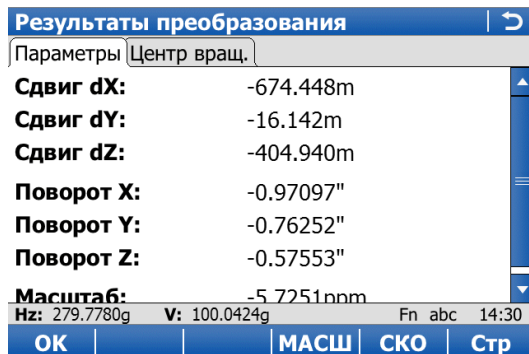 Результаты преобразования
Параметры Центр вращ.
Сдвиг dX: -674.448m
Сдвиг dY: -16.142m
Сдвиг dZ: -404.940m
Поворот X: -0.97097"
Поворот Y: -0.76252"
Поворот Z: -0.57553"
Масштаб: -5.7251ppm
Hz: 279.7780g V: 100.0424g Fn abc 14:30
OK МАСШ СКО Стр